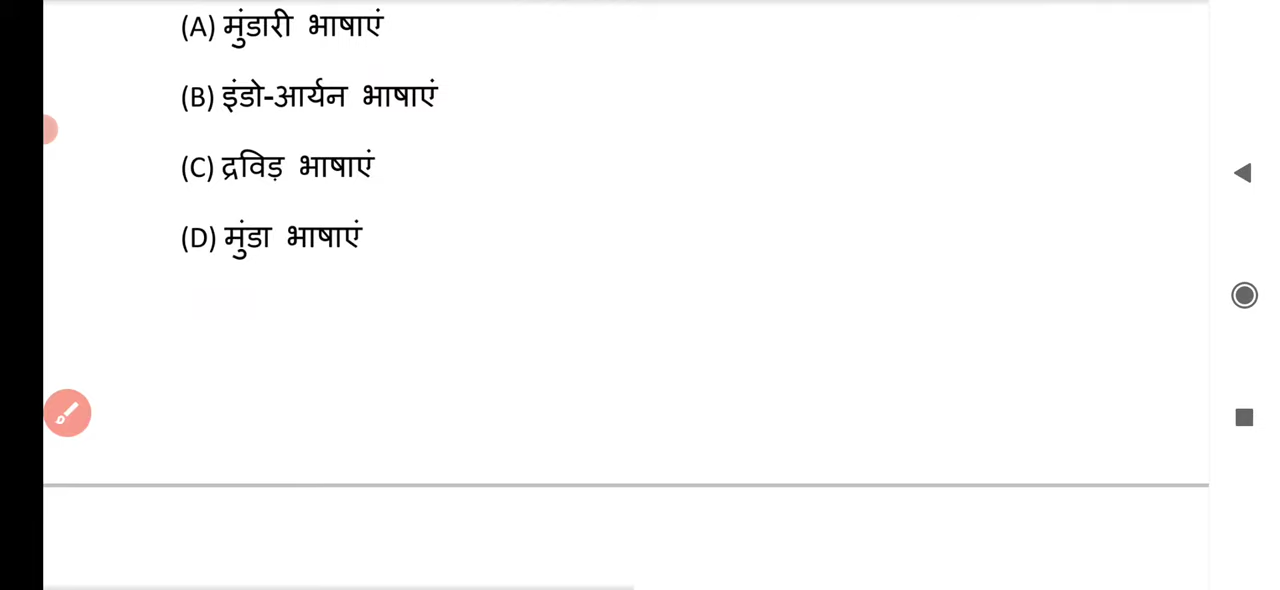 (A) मुंडारी भाषाएं
(B) इंडो-आर्यन भाषाएं
(C) द्रविड़ भाषाएं
(D) मुंडा भाषाएं